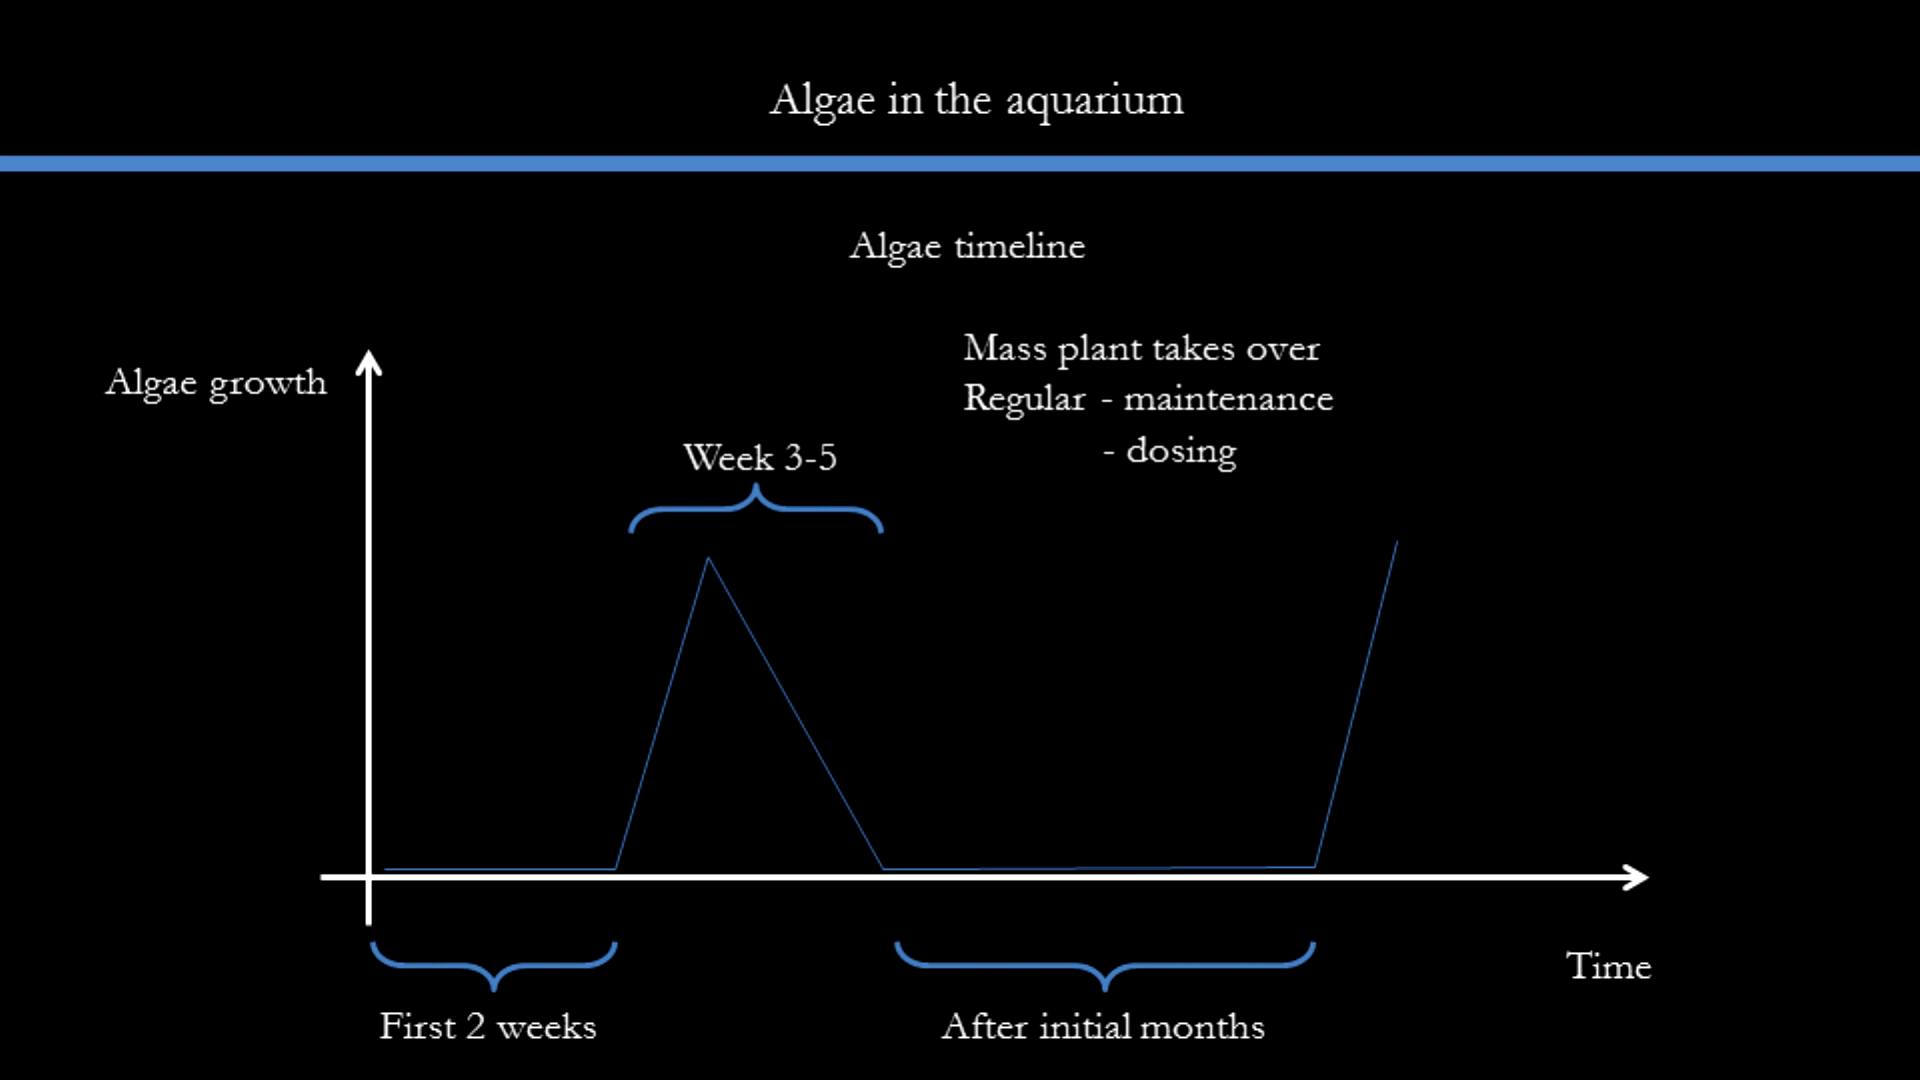 Algae in the aquarium
Algae timeline
Algae growth
Mass plant takes over
Regular - maintenance
- dosing
Week 3-5
Time
First 2 weeks
After initial months